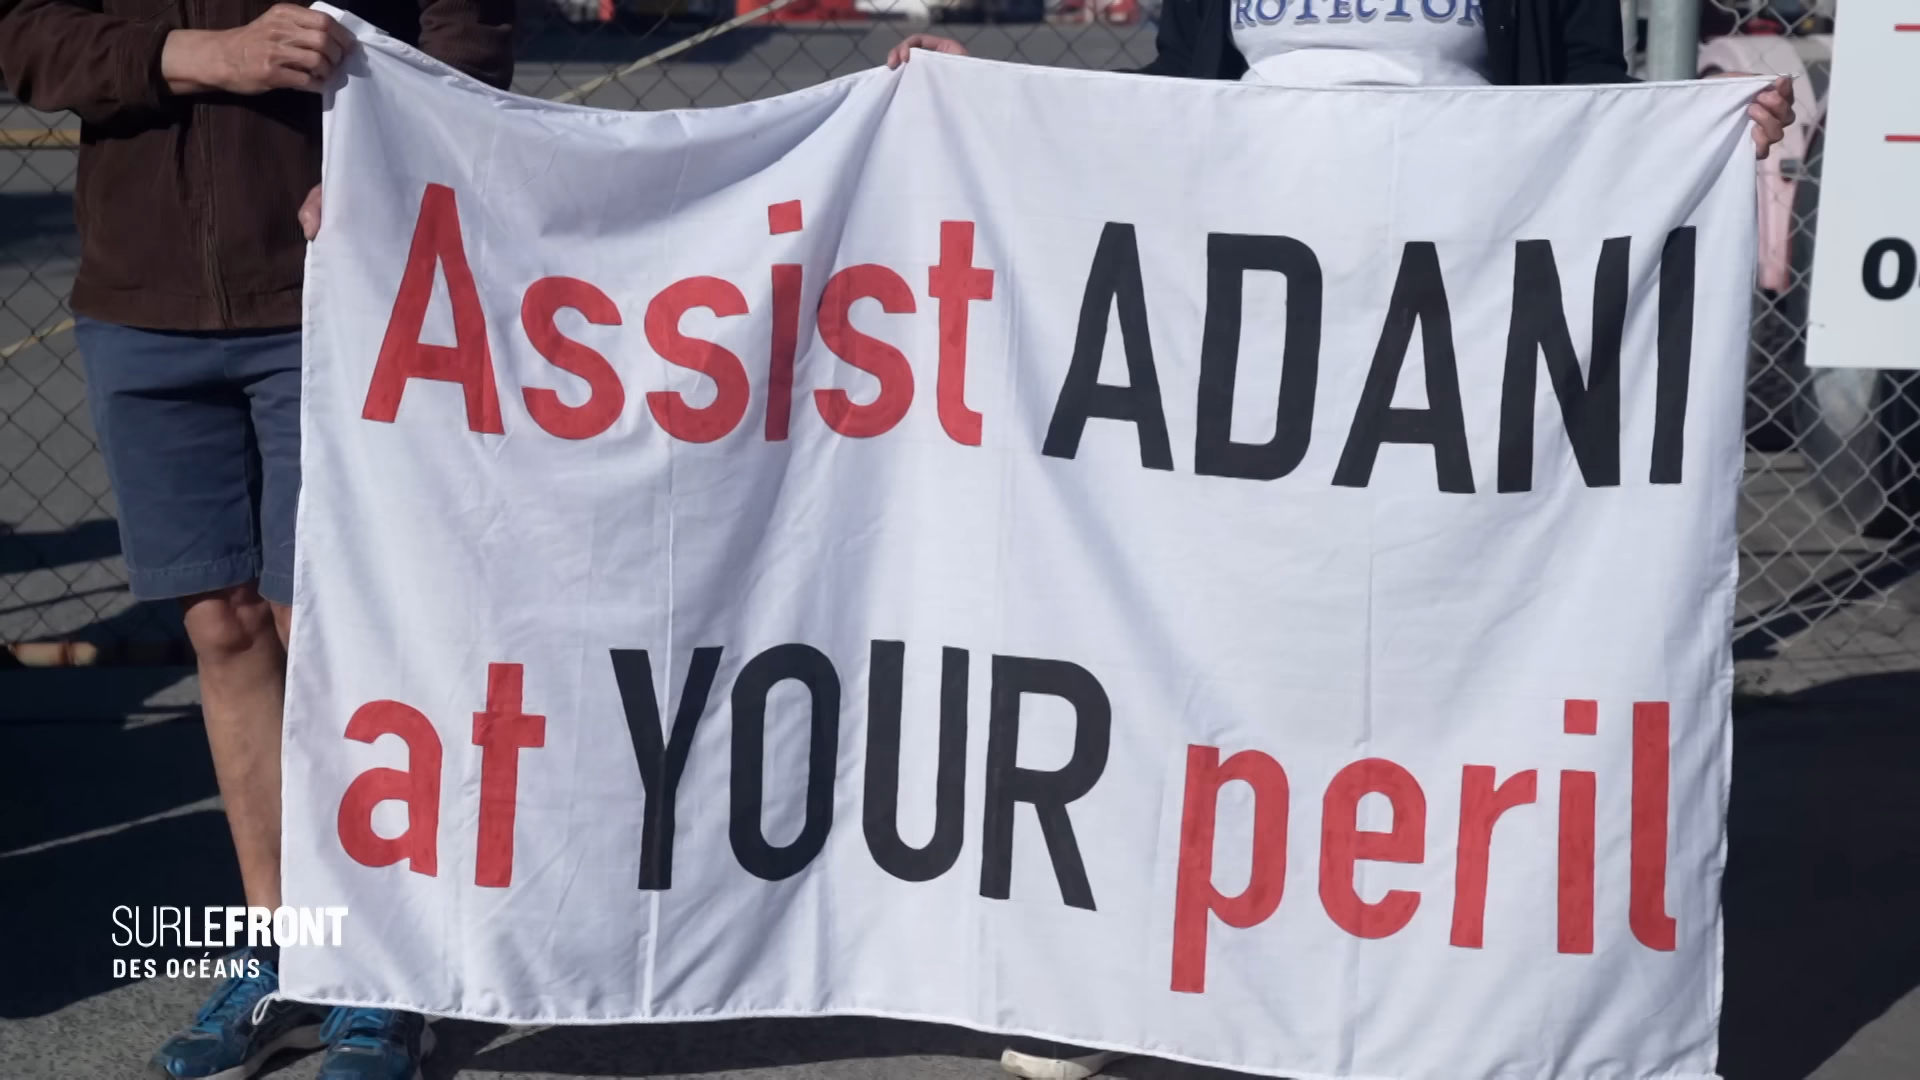 Assist ADANI
at YOUR peril
SURLEFRONT
DES OCÉANS